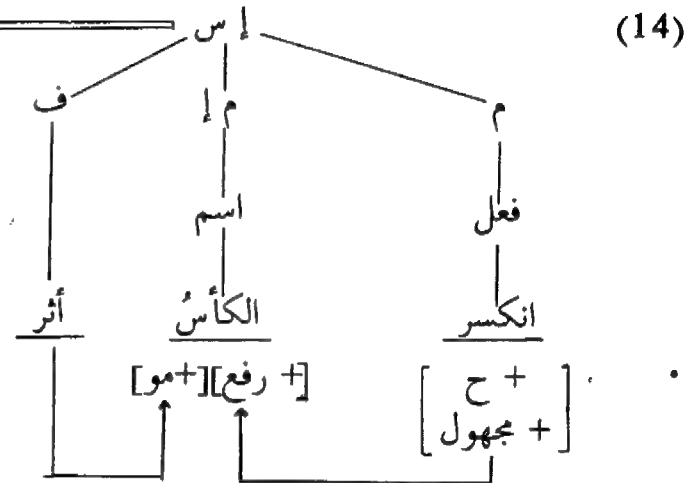 (14)
إ س
م م إ ف
فعل اسم
انكسر الكأسُ أثر
[+ ح] [+ رفع][+مو]
[+ مجهول]